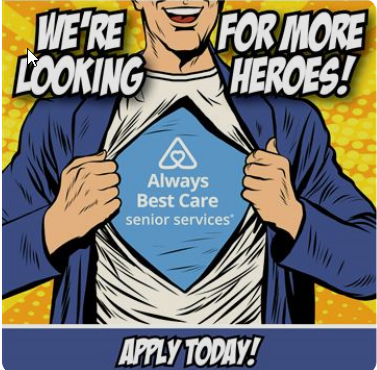 WE'RE LOOKING
FOR MORE HEROES!
Always
Best Care
senior services®
APPLY TODAY!